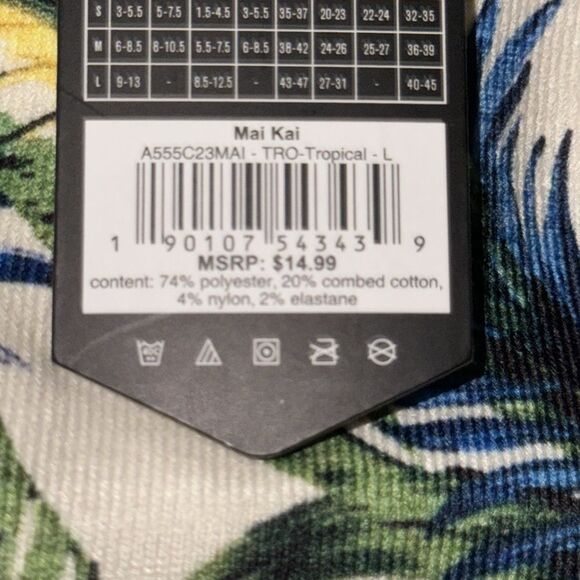 S 3-5.5 5-7.5 1.5-4.5 3-5.5 35-37 20-23 22-24 32-35
M 6-8.5 8-10.5 5.5-7.5 6-8.5 38-42 24-26 25-27 36-39
L 9-13 - 8.5-12.5 - 43-47 27-31 - 40-45
Mai Kai
A555C23MAI - TRO-Tropical - L
1 90107 54343 9
MSRP: $14.99
content: 74% polyester, 20% combed cotton,
4% nylon, 2% elastane